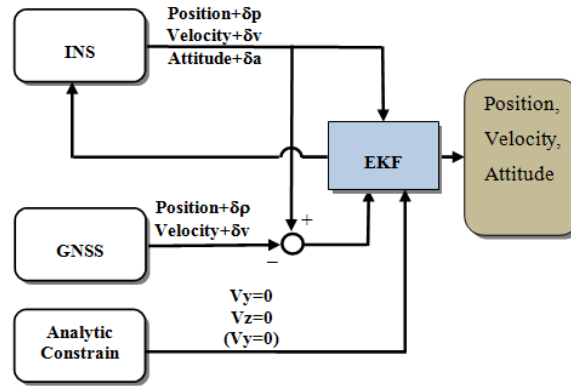 Position+δp
Velocity+δv
Attitude+δa
INS
Position,
Velocity,
Attitude
EKF
+
Position+δρ
Velocity+δv
GNSS
−
Vy=0
Vz=0
(Vy=0)
Analytic
Constrain